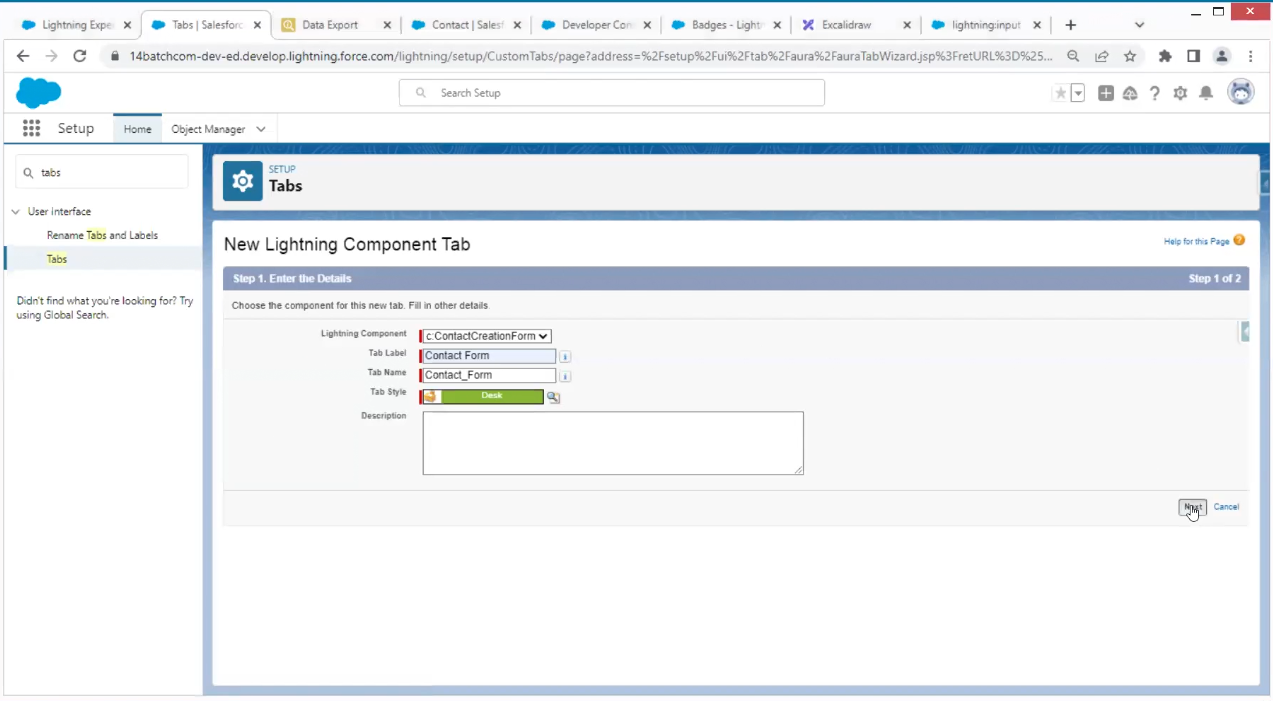 Lightning Expe
Tabs | Salesforc
Data Export
Contact | Salesf
Developer Con
Badges - Light
Excalidraw
lightning:input
14batchcom-dev-ed.develop.lightning.force.com/lightning/setup/CustomTabs/page?address=%2Fsetup%2Fui%2Ftab%2Faura%2FauraTabWizard.jsp%3FretURL%3D%25...
Search Setup
Setup
Home
Object Manager
tabs
User interface
Rename Tabs and Labels
Tabs
Didn't find what you're looking for? Try
using Global Search.
SETUP
Tabs
New Lightning Component Tab
Help for this Page
Step 1. Enter the Details
Step 1 of 2
Choose the component for this new tab. Fill in other details.
Lightning Component
c:ContactCreationForm
Tab Label
Contact Form
Tab Name
Contact_Form
Tab Style
Desk
Description
Next
Cancel